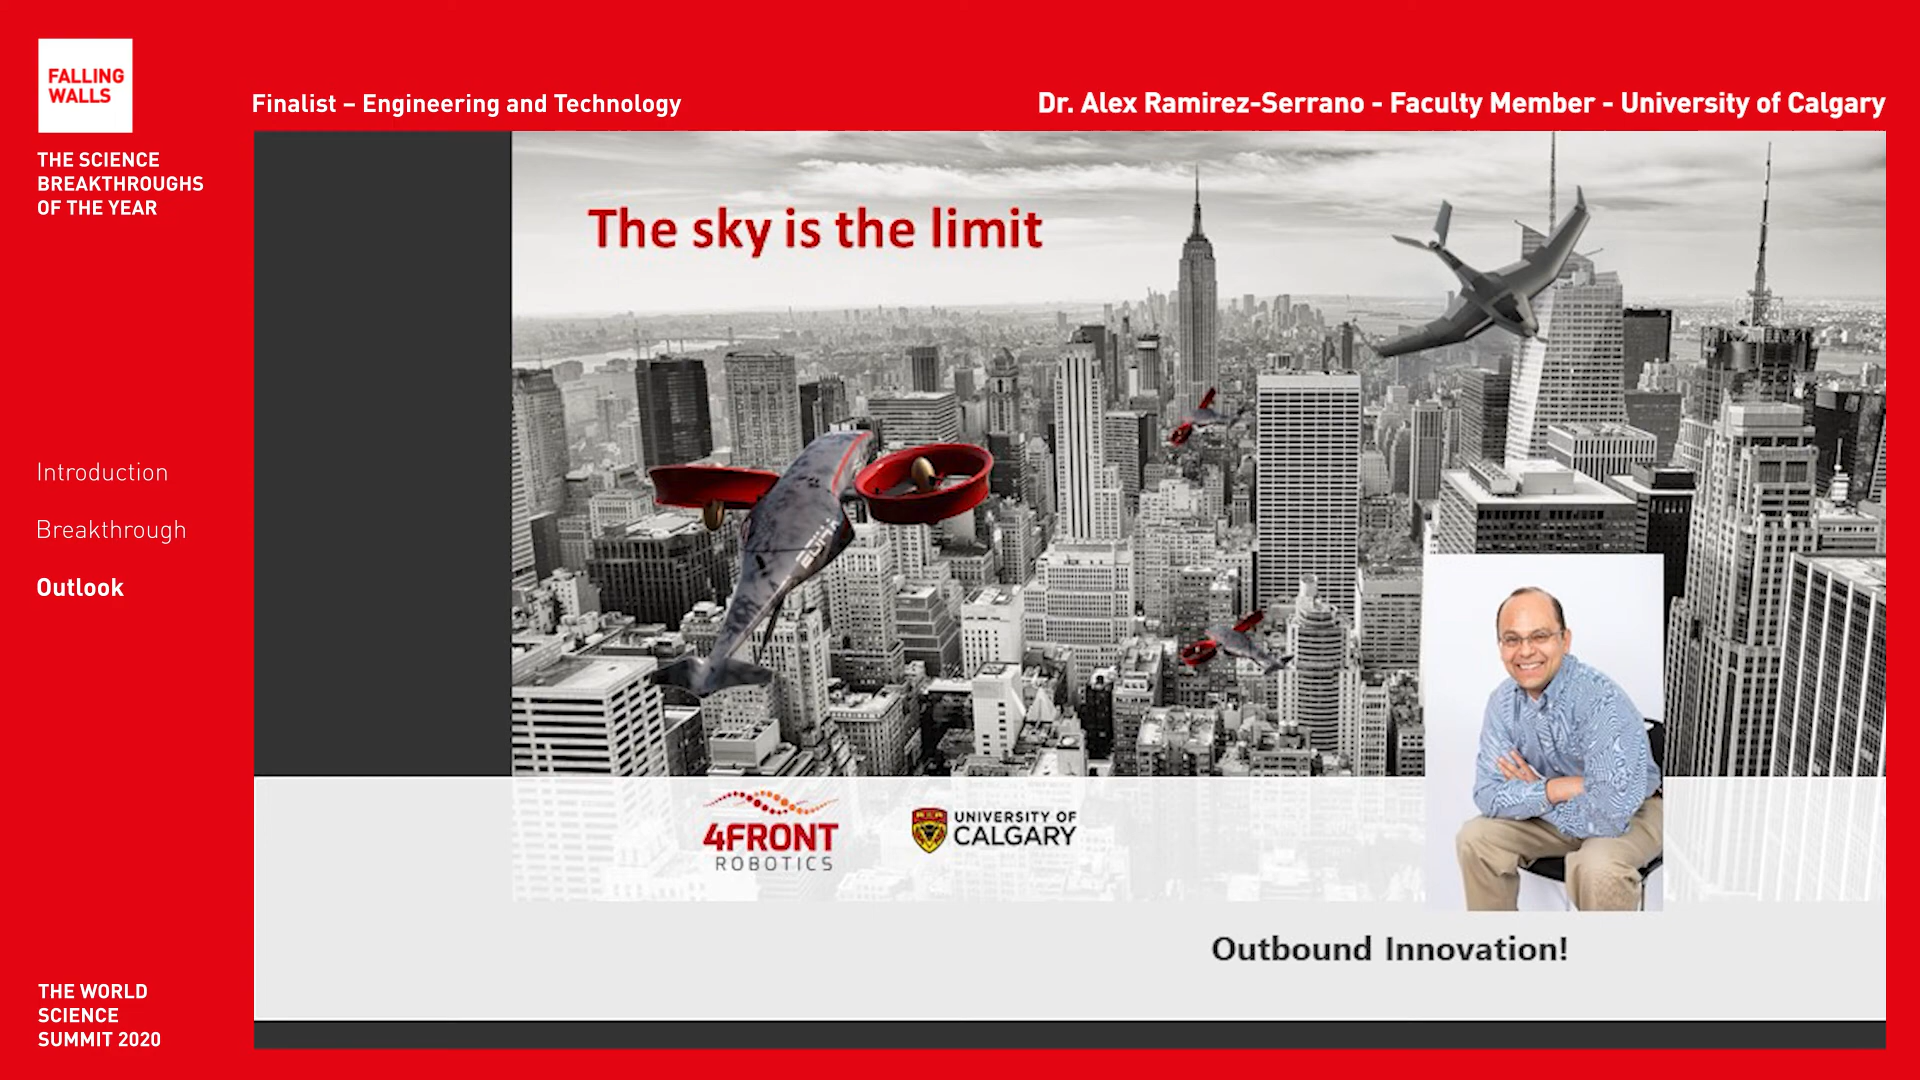 FALLING
WALLS
THE SCIENCE
BREAKTHROUGHS
OF THE YEAR
Finalist – Engineering and Technology
Dr. Alex Ramirez-Serrano - Faculty Member - University of Calgary
The sky is the limit
Introduction
Breakthrough
Outlook
4FRONT
ROBOTICS
UNIVERSITY OF
CALGARY
Outbound Innovation!
THE WORLD
SCIENCE
SUMMIT 2020